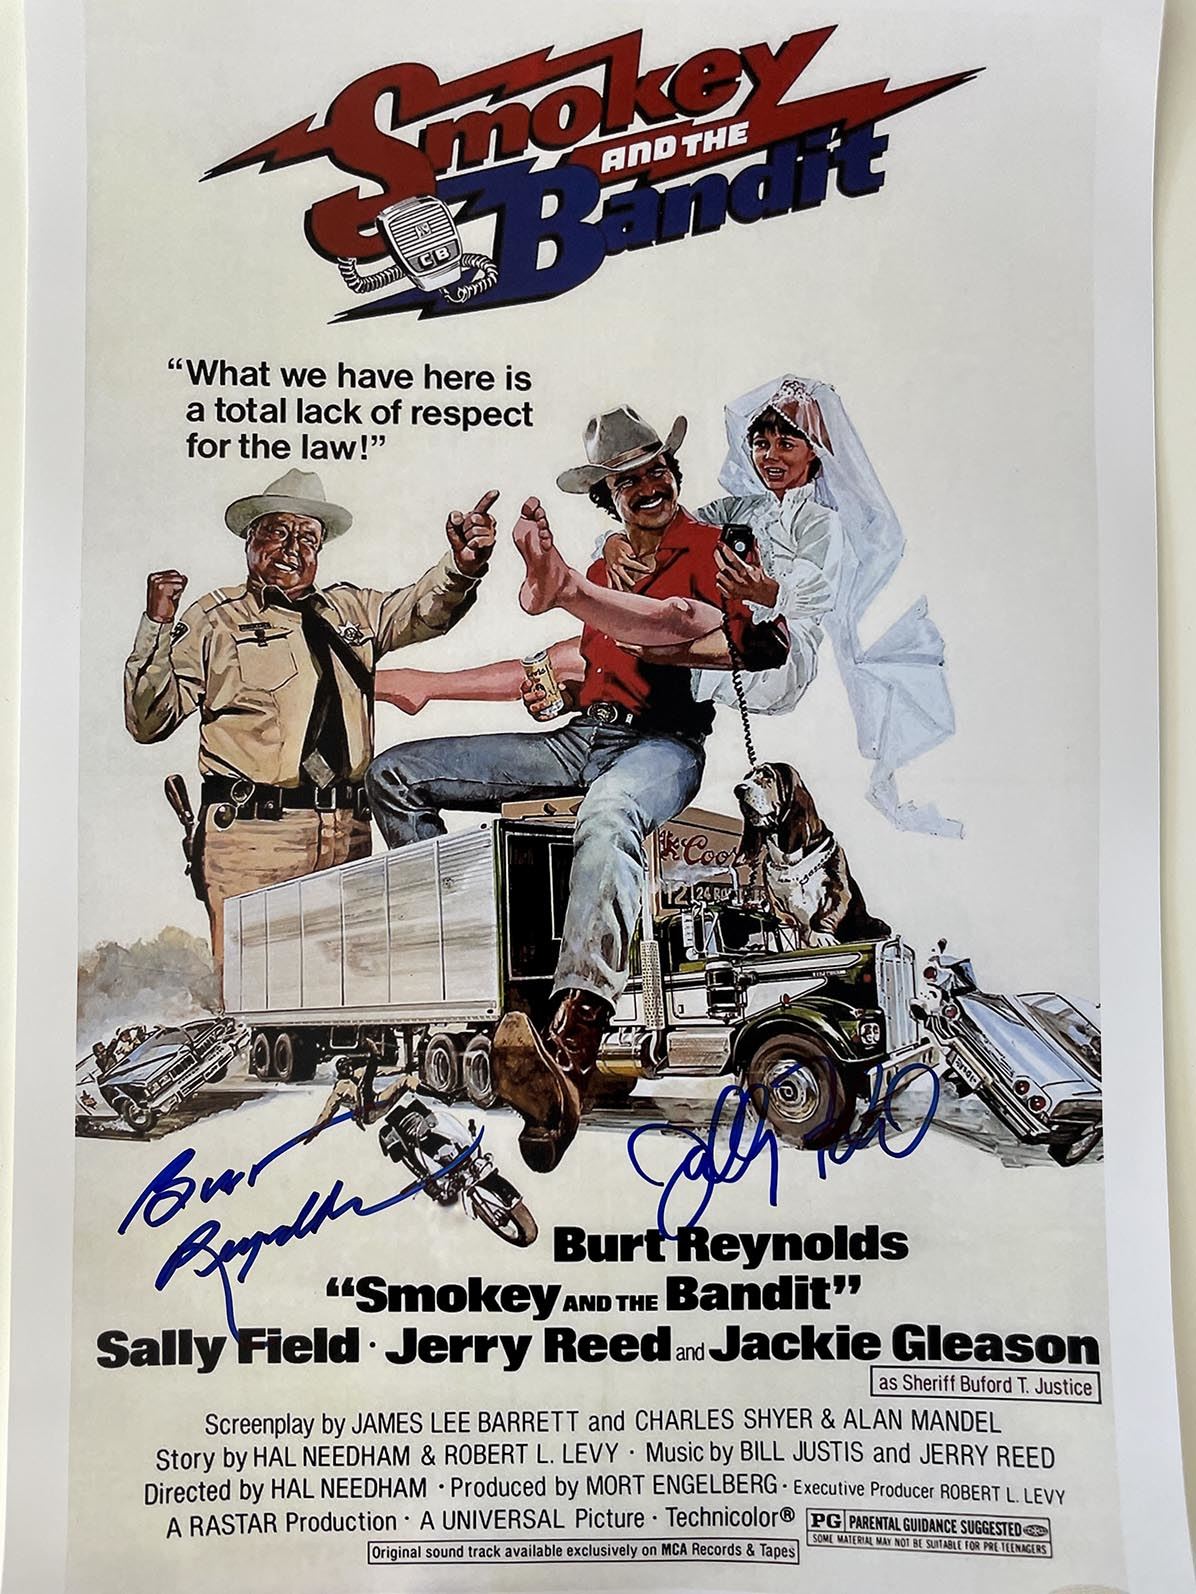 Smokey
AND THE
Bandit
CB
“What we have here is
a total lack of respect
for the law!”
Coors
Burt
Reynolds
Sally Field
Burt Reynolds
“Smokey AND THE Bandit”
Sally Field · Jerry Reed and Jackie Gleason
as Sheriff Buford T. Justice
Screenplay by JAMES LEE BARRETT and CHARLES SHYER & ALAN MANDEL
Story by HAL NEEDHAM & ROBERT L. LEVY · Music by BILL JUSTIS and JERRY REED
Directed by HAL NEEDHAM · Produced by MORT ENGELBERG · Executive Producer ROBERT L. LEVY
A RASTAR Production · A UNIVERSAL Picture · Technicolor®
PG PARENTAL GUIDANCE SUGGESTED
SOME MATERIAL MAY NOT BE SUITABLE FOR PRE-TEENAGERS
Original sound track available exclusively on MCA Records & Tapes